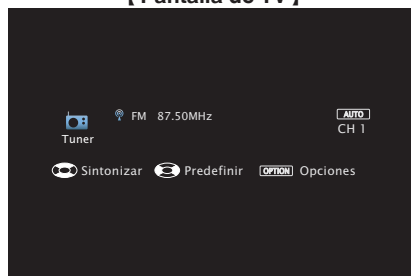 【Pantalla de TV】
FM 87.50MHz
AUTO
CH 1
Tuner
Sintonizar Predefinir OPTION Opciones